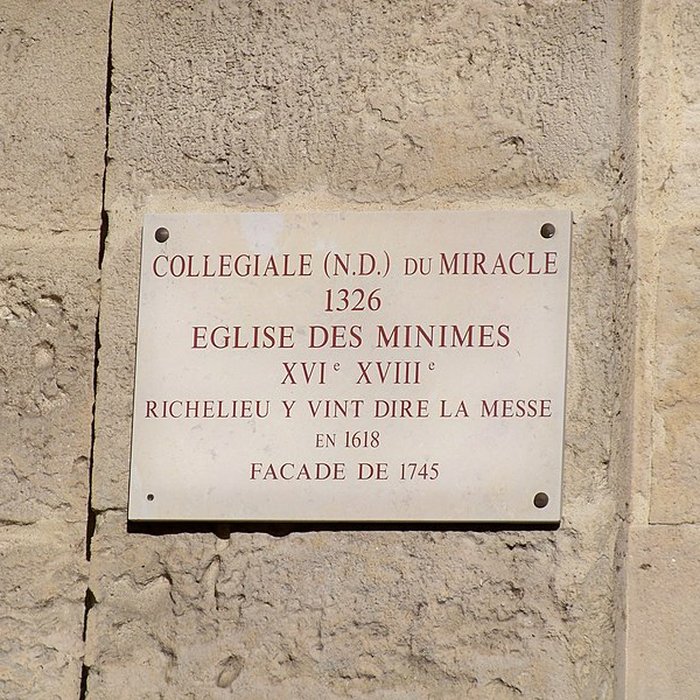 COLLEGIALE (N.D.) DU MIRACLE
1326
EGLISE DES MINIMES
XVIe XVIIIe
RICHELIEU Y VINT DIRE LA MESSE
EN 1618
FACADE DE 1745